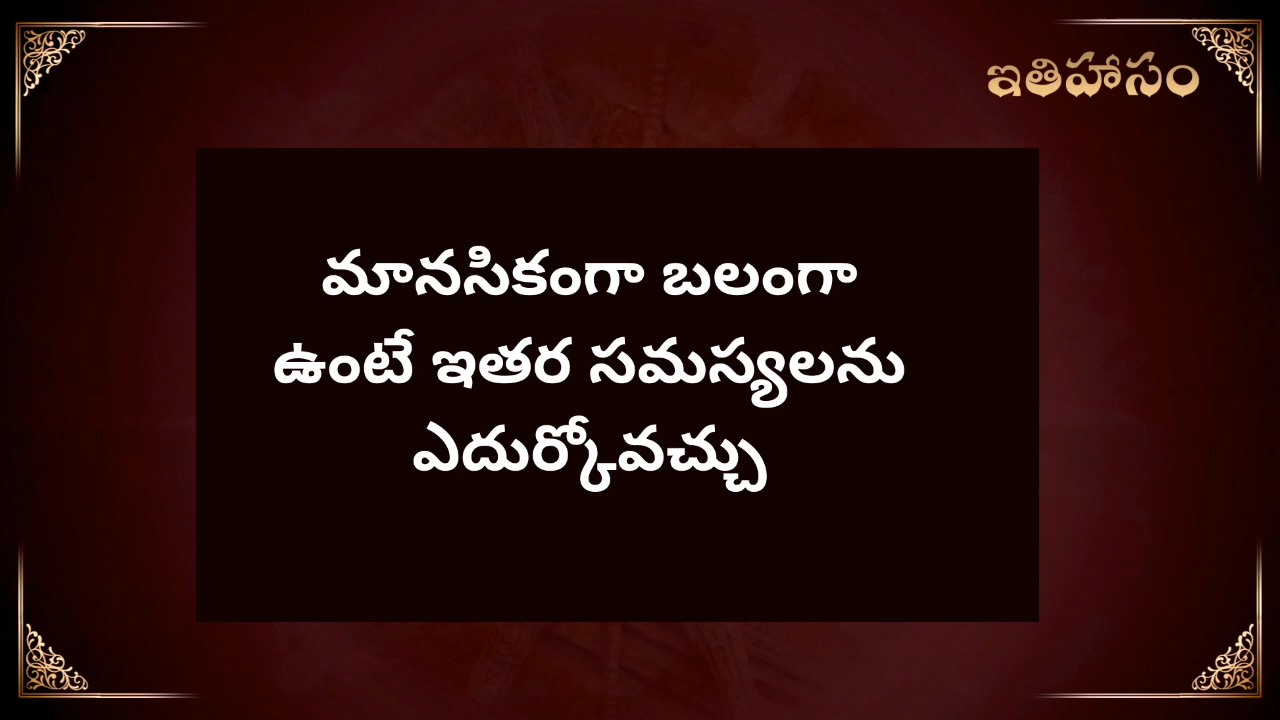 ఇతిహాసం
మానసికంగా బలంగా
ఉంటే ఇతర సమస్యలను
ఎదుర్కోవచ్చు